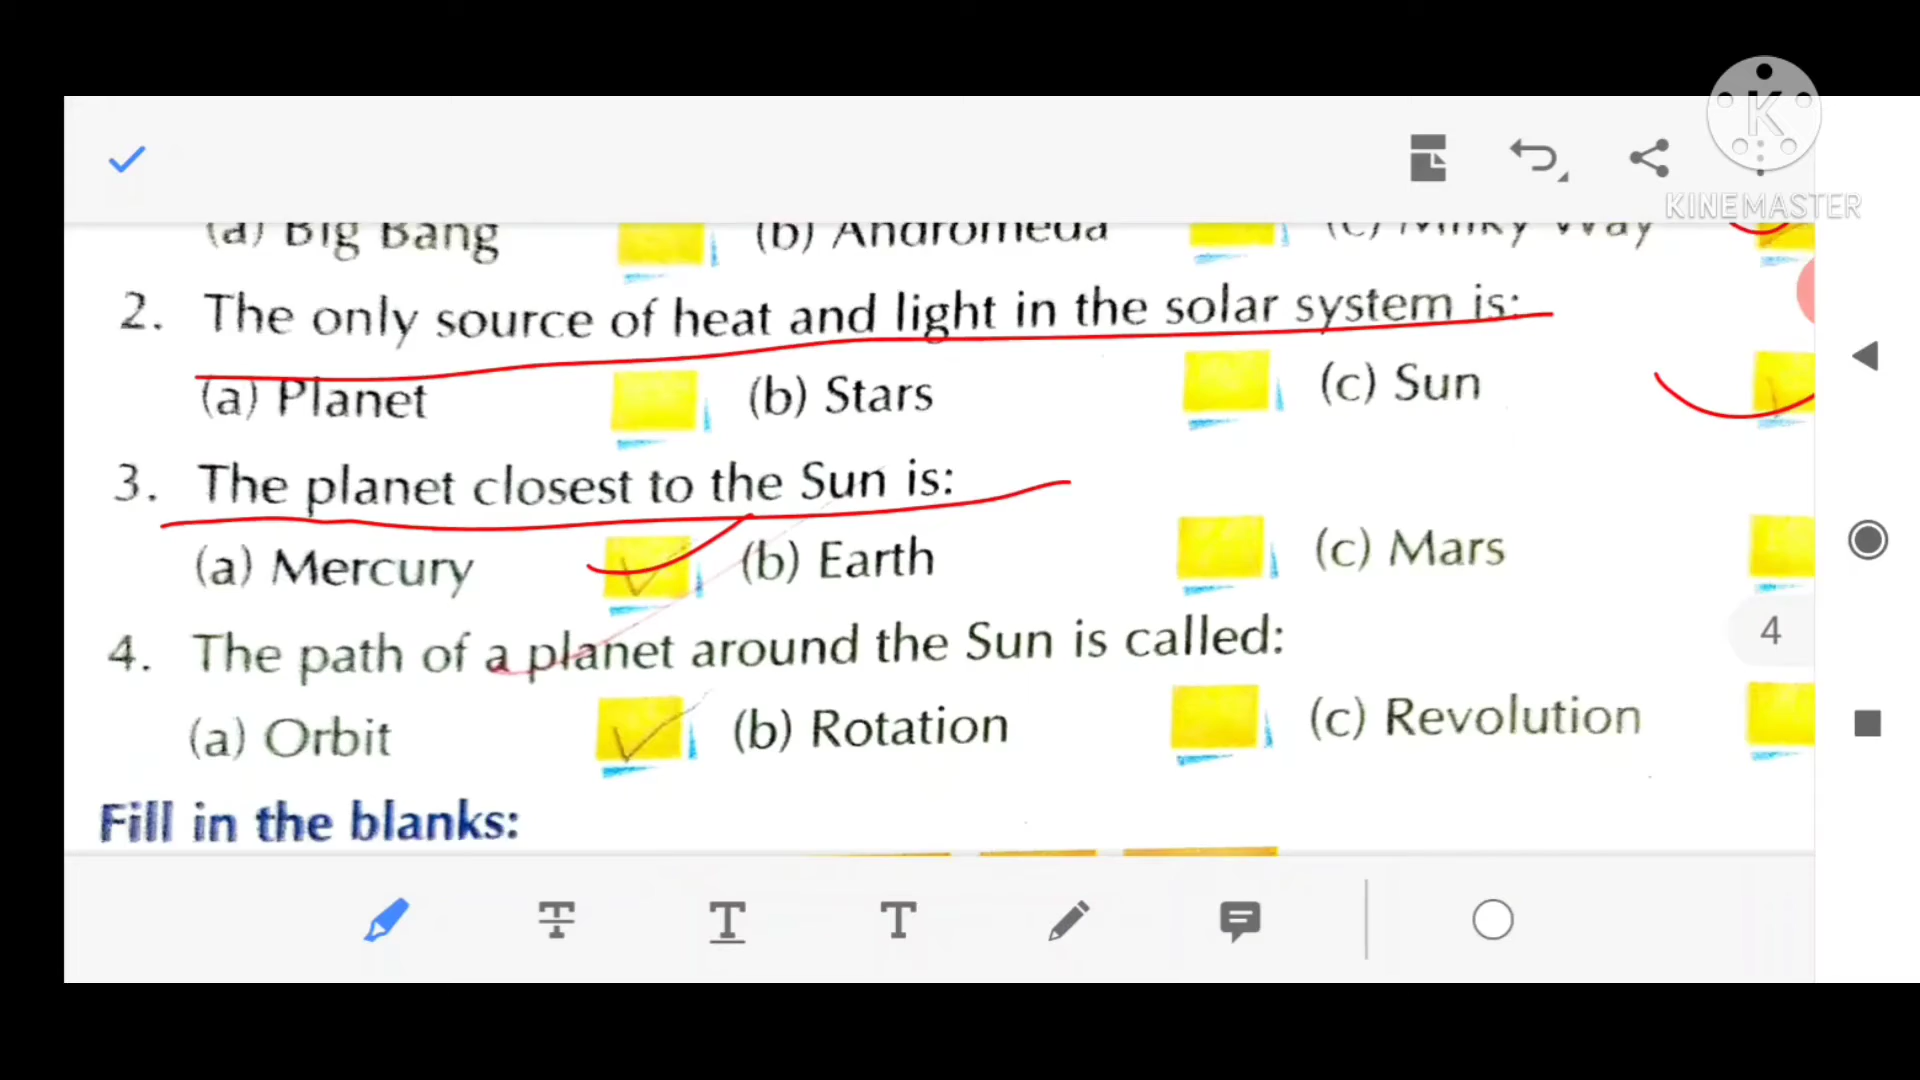 K
KINEMASTER
(a) Big Bang (b) Andromeda (c) Milky Way
2. The only source of heat and light in the solar system is:
(a) Planet (b) Stars (c) Sun
3. The planet closest to the Sun is:
(a) Mercury (b) Earth (c) Mars
4. The path of a planet around the Sun is called:
(a) Orbit (b) Rotation (c) Revolution
4
Fill in the blanks:
T T T